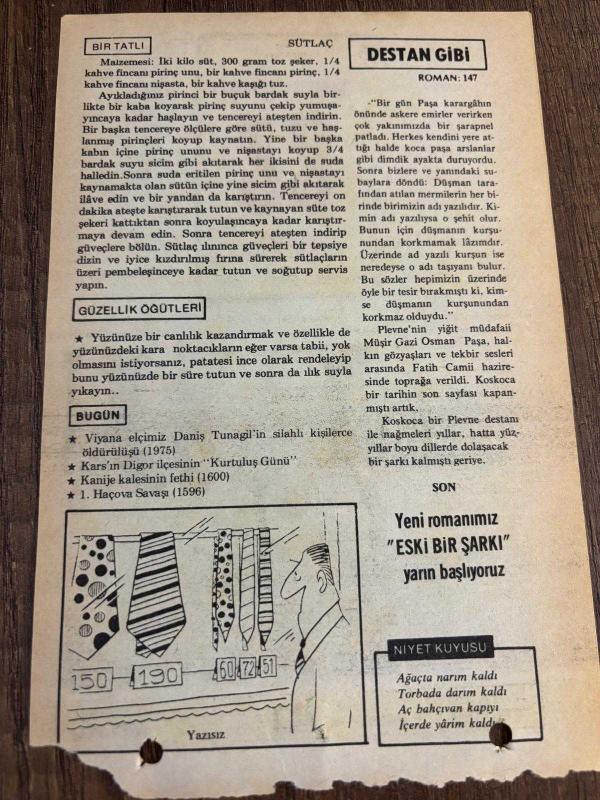 BİR TATLI
SÜTLAÇ
Malzemesi: İki kilo süt, 300 gram toz şeker, 1/4
kahve fincanı pirinç unu, bir kahve fincanı pirinç, 1/4
kahve fincanı nişasta, bir kahve kaşığı tuz.
Ayıkladığınız pirinci bir buçuk bardak suyla bir-
likte bir kaba koyarak pirinç suyunu çekip yumuşa-
yıncaya kadar haşlayın ve tencereyi ateşten indirin.
Bir başka tencereye ölçülere göre sütü, tuzu ve haş-
lanmış pirinçleri koyup kaynatın. Yine bir başka
kabın içine pirinç ununu ve nişastayı koyup 3/4
bardak suyu sicim gibi akıtarak her ikisini de suda
halledin.Sonra suda eritilen pirinç unu ve nişastayı
kaynamakta olan sütün içine yine sicim gibi akıtarak
ilâve edin ve bir yandan da karıştırın. Tencereyi on
dakika ateşte karıştırarak tutun ve kaynayan süte toz
şekeri kattıktan sonra koyulaşıncaya kadar karıştır-
maya devam edin. Sonra tencereyi ateşten indirip
güveçlere bölün. Sütlaç ılınınca güveçleri bir tepsiye
dizin ve iyice kızdırılmış fırına sürerek sütlaçların
üzeri pembeleşinceye kadar tutun ve soğutup servis
yapın.
GÜZELLİK ÖĞÜTLERİ
★ Yüzünüze bir canlılık kazandırmak ve özellikle de
yüzünüzdeki kara noktacıkların eğer varsa tabii, yok
olmasını istiyorsanız, patatesi ince olarak rendeleyip
bunu yüzünüzde bir süre tutun ve sonra da ılık suyla
yıkayın..
BUGÜN
★ Viyana elçimiz Daniş Tunagil'in silahlı kişilerce
öldürülüşü (1975)
★ Kars'ın Digor ilçesinin "Kurtuluş Günü"
★ Kanije kalesinin fethi (1600)
★ 1. Haçova Savaşı (1596)
150 190 60 72 51
Yazısız
DESTAN GİBİ
ROMAN: 147
-"Bir gün Paşa karargâhın
önünde askere emirler verirken
çok yakınımızda bir şarapnel
patladı. Herkes kendini yere at-
tığı halde koca paşa arslanlar
gibi dimdik ayakta duruyordu.
Sonra bizlere ve yanındaki su-
baylara döndü: Düşman tara-
fından atılan mermilerin her bi-
rinde birimizin adı yazılıdır. Ki-
min adı yazılıysa o şehit olur.
Bunun için düşmanın kurşu-
nundan korkmamak lâzımdır.
Üzerinde ad yazılı kurşun ise
neredeyse o adı taşıyanı bulur.
Bu sözler hepimizin üzerinde
öyle bir tesir bırakmıştı ki, kim-
se düşmanın kurşunundan
korkmaz olduydu."
Plevne'nin yiğit müdafaii
Müşir Gazi Osman Paşa, hal-
kın gözyaşları ve tekbir sesleri
arasında Fatih Camii hazire-
sinde toprağa verildi. Koskoca
bir tarihin son sayfası kapan-
mıştı artık.
Koskoca bir Plevne destanı
ile nağmeleri yıllar, hatta yüz-
yıllar boyu dillerde dolaşacak
bir şarkı kalmıştı geriye.
SON
Yeni romanımız
"ESKİ BİR ŞARKI"
yarın başlıyoruz
NİYET KUYUSU
Ağaçta narım kaldı
Torbada darım kaldı
Aç bahçıvan kapıyı
İçerde yârim kaldı